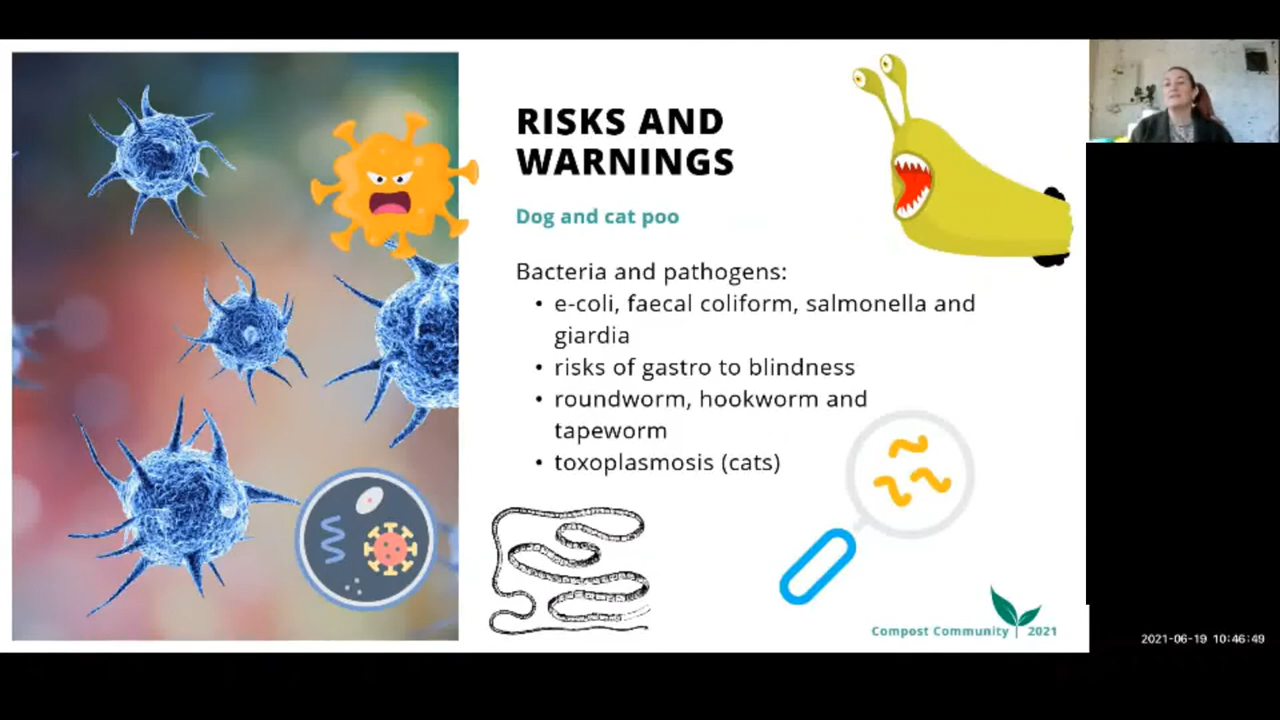 RISKS AND
WARNINGS
Dog and cat poo
Bacteria and pathogens:
• e-coli, faecal coliform, salmonella and
giardia
• risks of gastro to blindness
• roundworm, hookworm and
tapeworm
• toxoplasmosis (cats)
Compost Community | 2021
2021-06-19 10:46:49